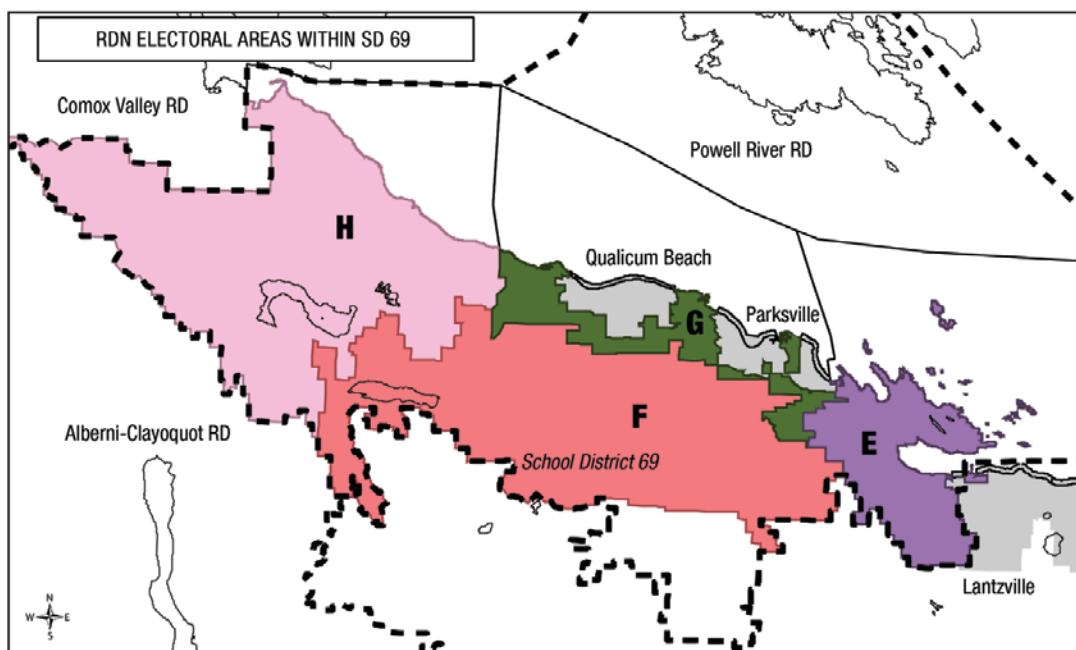 RDN ELECTORAL AREAS WITHIN SD 69
Comox Valley RD
Powell River RD
H
Qualicum Beach
G
Parksville
F
Alberni-Clayoquot RD
E
School District 69
Lantzville
N
W E
S